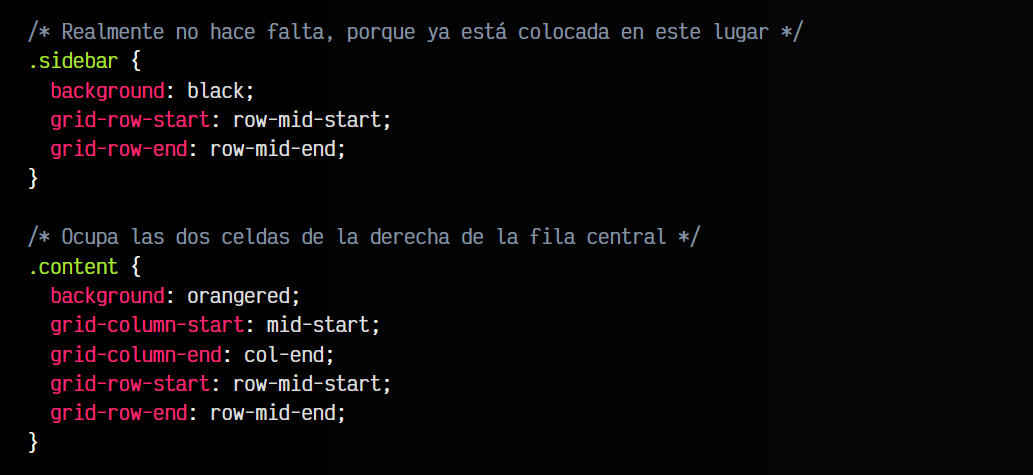 /* Realmente no hace falta, porque ya está colocada en este lugar */
.sidebar {
  background: black;
  grid-row-start: row-mid-start;
  grid-row-end: row-mid-end;
}

/* Ocupa las dos celdas de la derecha de la fila central */
.content {
  background: orangered;
  grid-column-start: mid-start;
  grid-column-end: col-end;
  grid-row-start: row-mid-start;
  grid-row-end: row-mid-end;
}